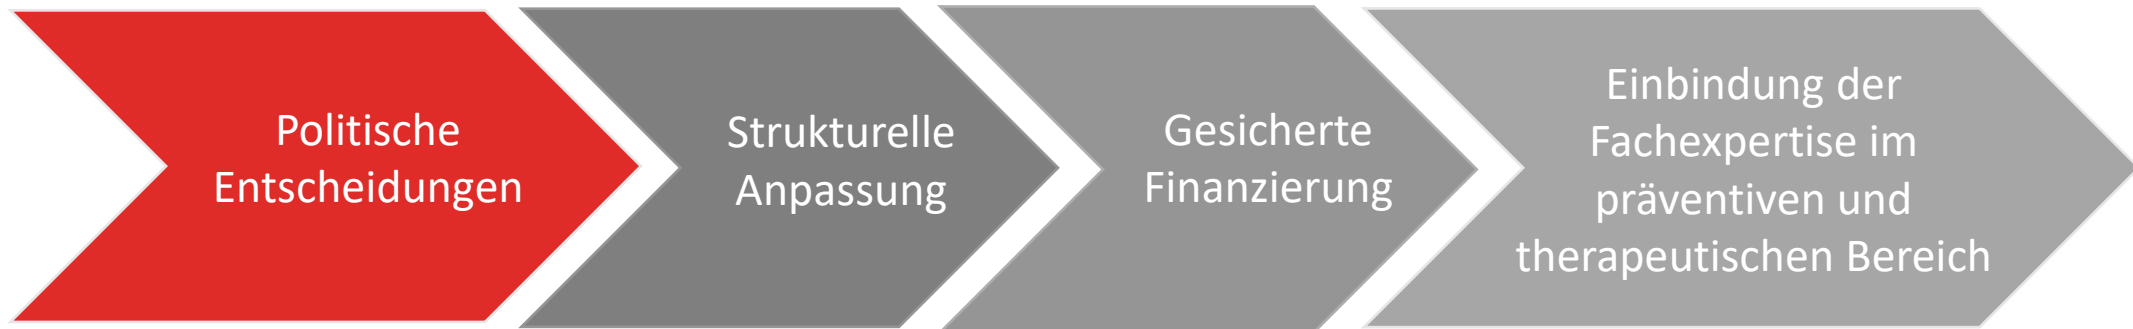 Politische
Entscheidungen
Strukturelle
Anpassung
Gesicherte
Finanzierung
Einbindung der
Fachexpertise im
präventiven und
therapeutischen Bereich